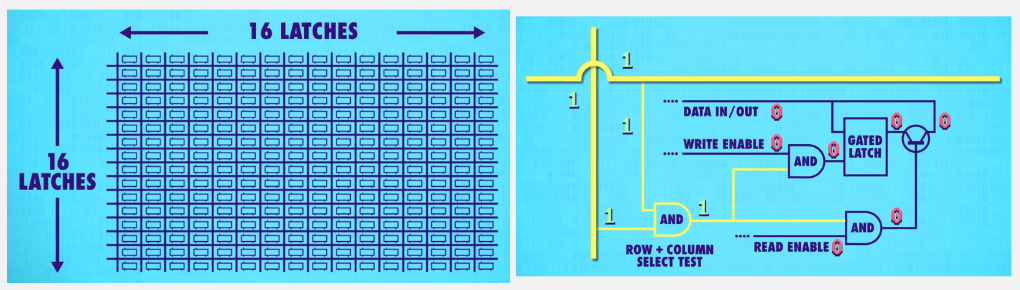 16 LATCHES
16
LATCHES
1
1
DATA IN/OUT 0
0 0
1
WRITE ENABLE 0
0
GATED
LATCH
AND
1
1
AND
0
AND
ROW + COLUMN
SELECT TEST
READ ENABLE 0